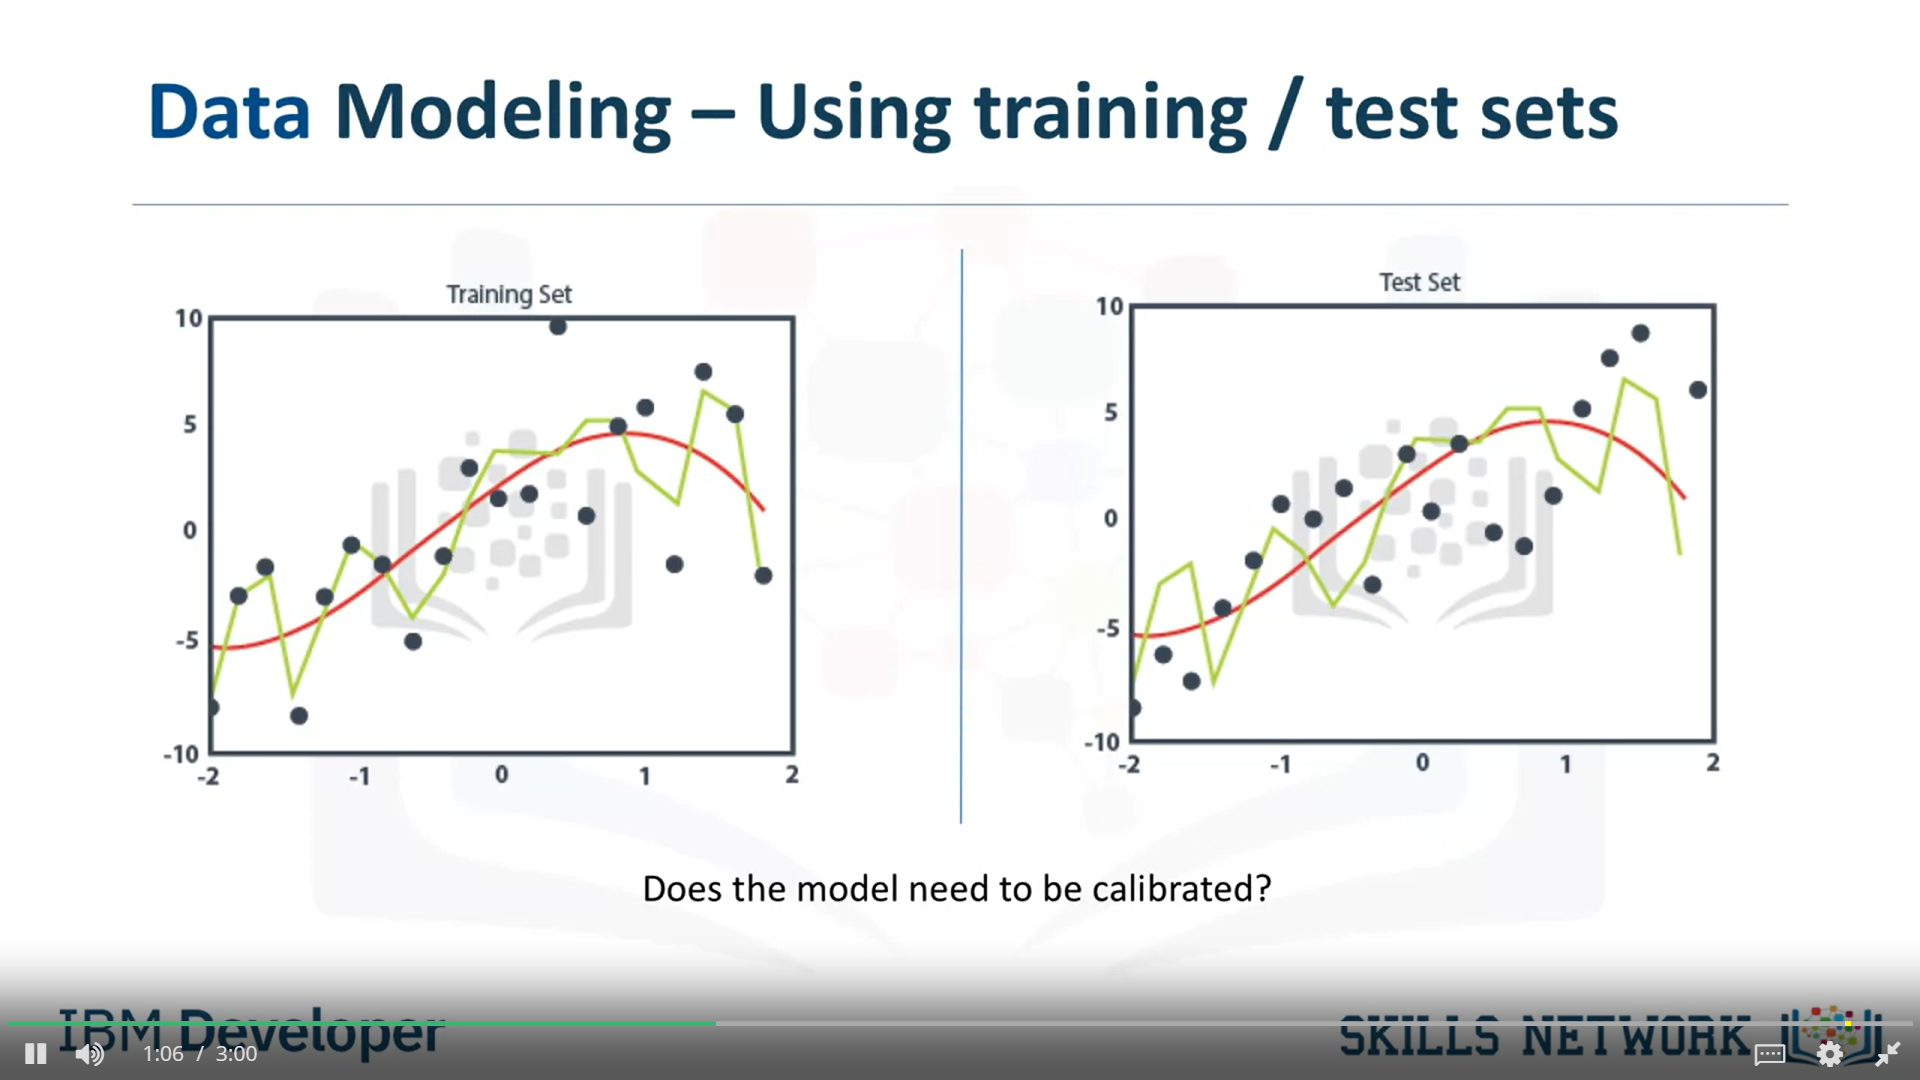 Data Modeling – Using training / test sets
Training Set
10
5
0
-5
-10
-2 -1 0 1 2
Test Set
10
5
0
-5
-10
-2 -1 0 1 2
Does the model need to be calibrated?
IBM Developer
SKILLS NETWORK
1:06 / 3:00